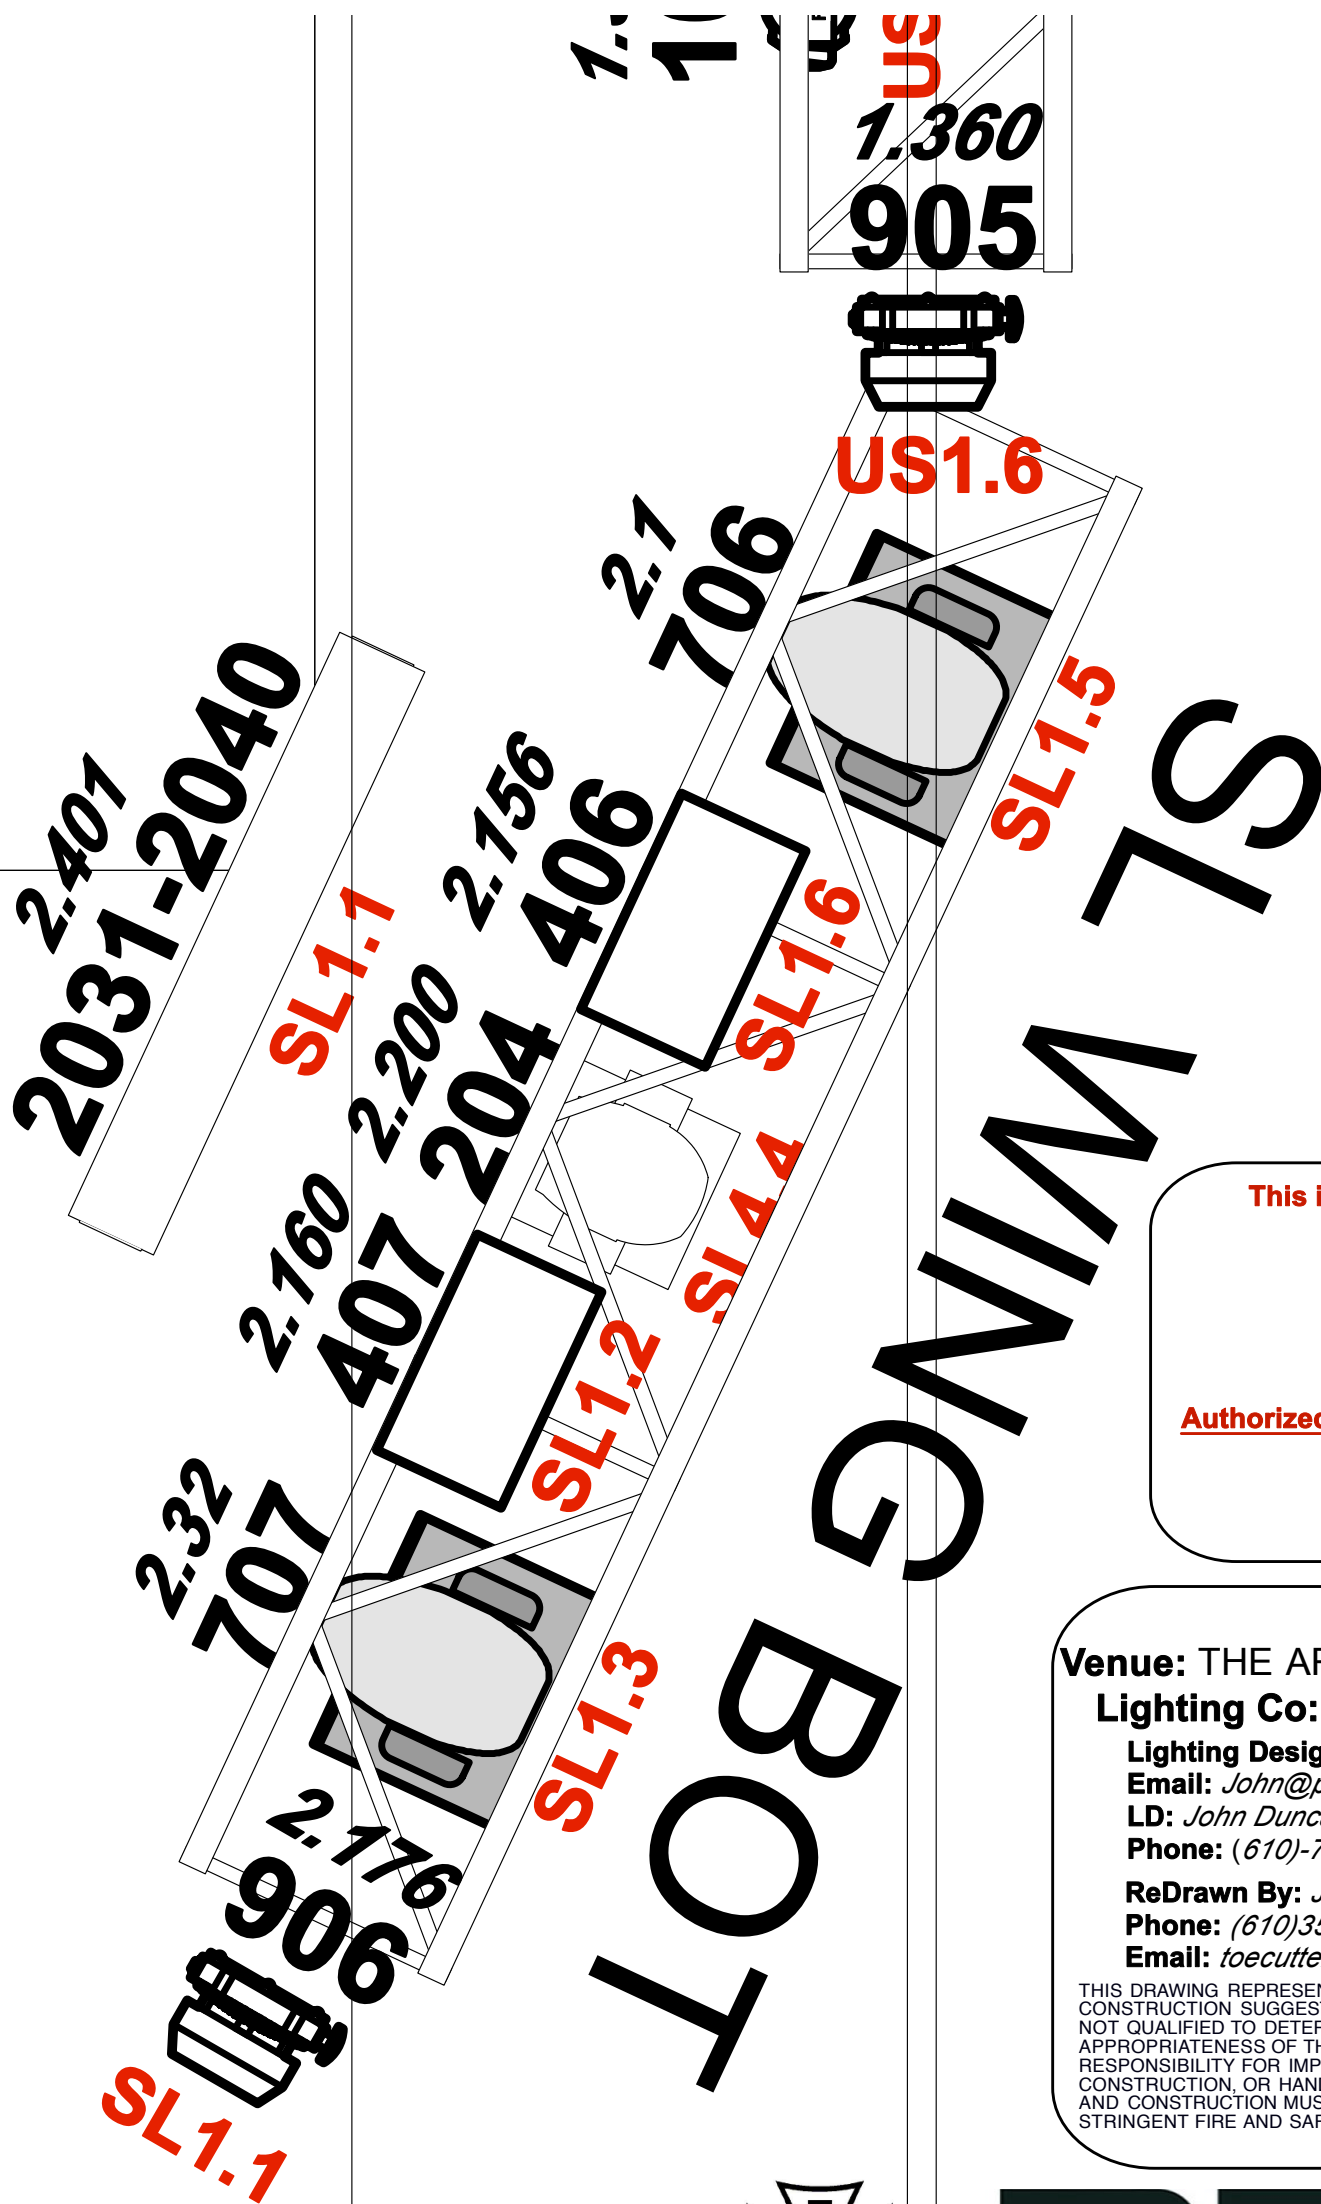 US
1.360
905
US1.6
2.1
706
SL1.5
2.401
2031-2040
SL1.1
2.156
406
SL1.6
2.200
204
SL4.4
2.160
407
SL1.2
2.32
707
SL1.3
2.176
906
SL1.1
SL WING BOT
This i
Authorized
Venue: THE AR
Lighting Co:
Lighting Desig
Email: John@p
LD: John Dunc
Phone: (610)-7
ReDrawn By: J
Phone: (610)35
Email: toecutte
THIS DRAWING REPRESEN
CONSTRUCTION SUGGEST
NOT QUALIFIED TO DETER
APPROPRIATENESS OF TH
RESPONSIBILITY FOR IMP
CONSTRUCTION, OR HAND
AND CONSTRUCTION MUS
STRINGENT FIRE AND SAF